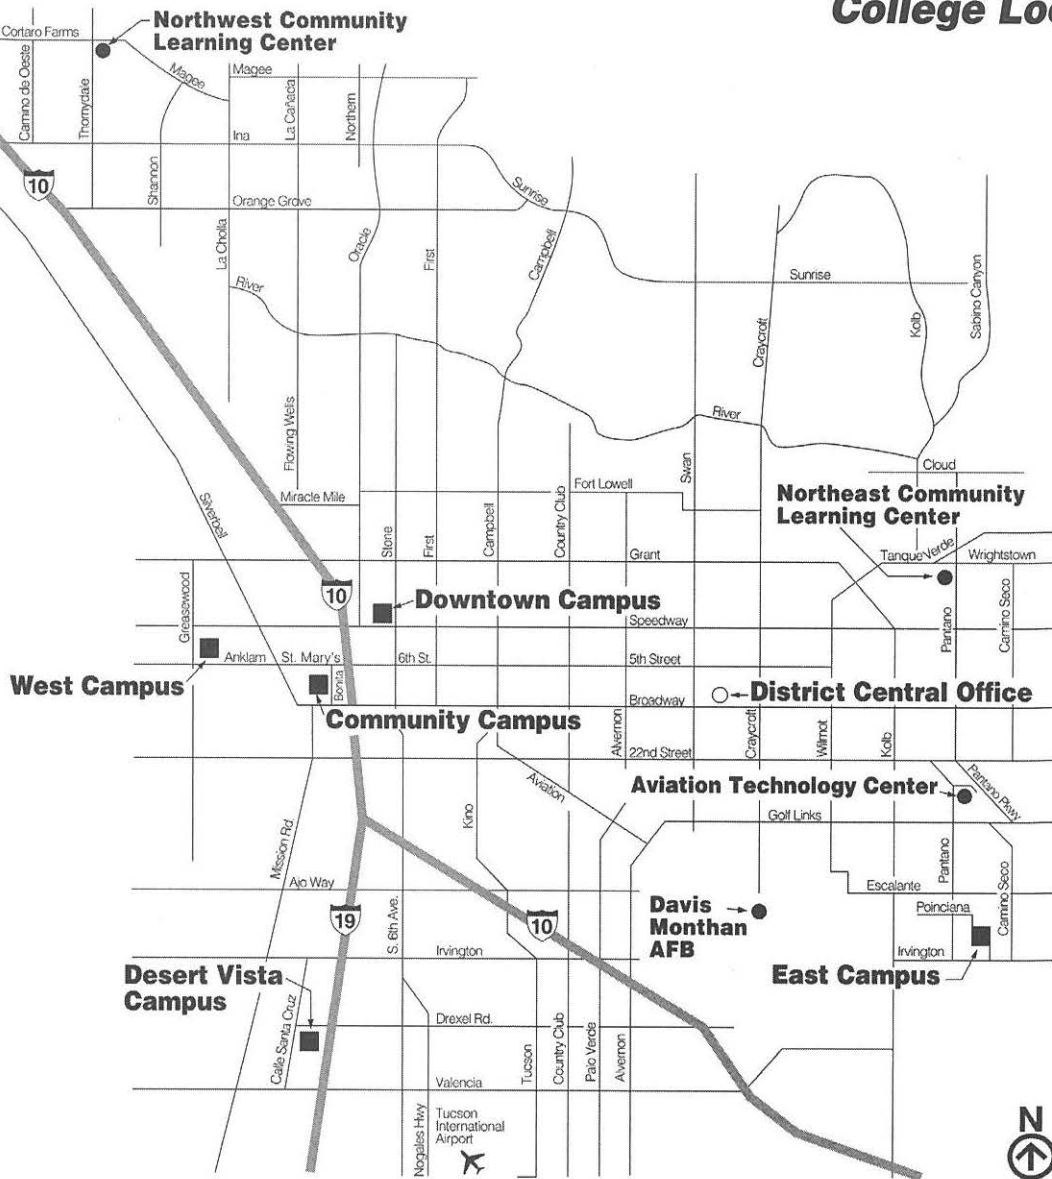 College Loc
Northwest Community
Learning Center
Cortaro Farms
Camino de Oeste
Thornydale
Magee
Magee
La Cañada
Northern
Ina
Shannon
10
Sunrise
Orange Grove
La Cholla
Oracle
First
Campbell
River
Sunrise
Craycroft
Kolb
Sabino Canyon
Flowing Wells
River
Swan
Cloud
Fort Lowell
Miracle Mile
Silverbell
Stone
First
Campbell
Country Club
Northeast Community
Learning Center
Grant
Tanque Verde
Wrightstown
Greasewood
10
Downtown Campus
Speedway
Pantano
Camino Seco
Anklam
St. Mary's
6th St.
5th Street
West Campus
Bonita
Broadway
District Central Office
Community Campus
Alvernon
22nd Street
Craycroft
Wilmot
Kolb
Aviation
Aviation Technology Center
Pantano Pkwy
Kino
Golf Links
Mission Rd.
Pantano
Camino Seco
Ajo Way
Escalante
Poinciana
19
S. 6th Ave.
10
Davis
Monthan
AFB
Irvington
Irvington
East Campus
Desert Vista
Campus
Calle Santa Cruz
Drexel Rd.
Tucson
Country Club
Palo Verde
Alvernon
Valencia
Nogales Hwy
Tucson
International
Airport
N